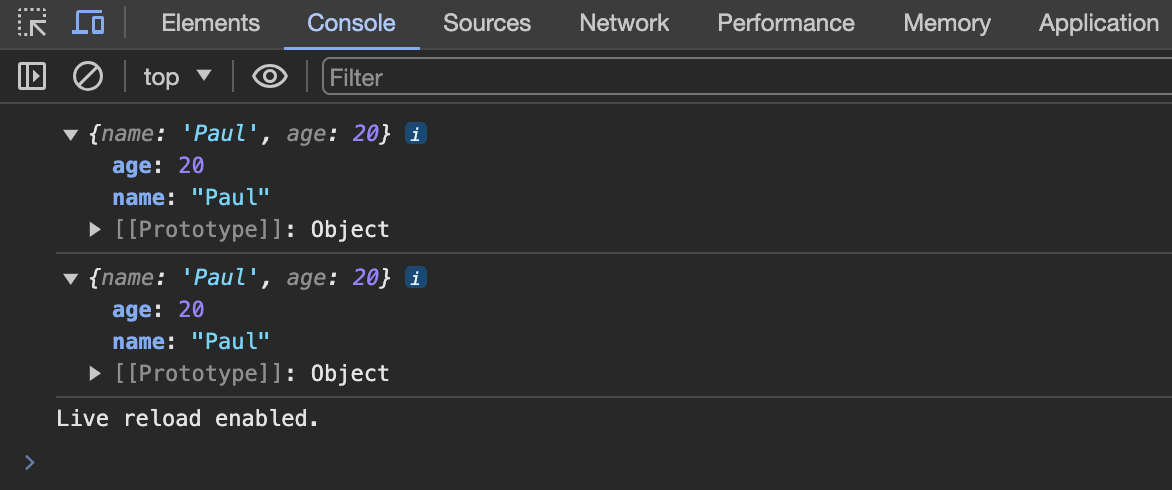 Elements Console Sources Network Performance Memory Application
top Filter
{name: 'Paul', age: 20} i
age: 20
name: "Paul"
[[Prototype]]: Object
{name: 'Paul', age: 20} i
age: 20
name: "Paul"
[[Prototype]]: Object
Live reload enabled.